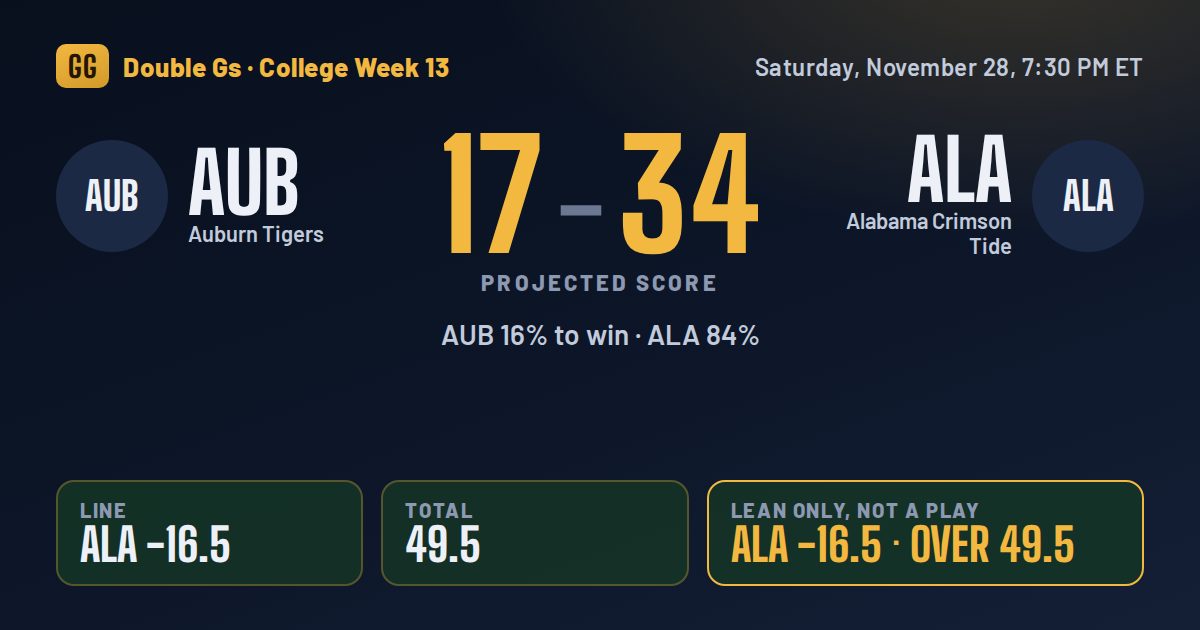 GG Double Gs · College Week 13
Saturday, November 28, 7:30 PM ET
AUB
AUB
Auburn Tigers
17 – 34
PROJECTED SCORE
AUB 16% to win · ALA 84%
ALA
Alabama Crimson
Tide
ALA
LINE
ALA −16.5
TOTAL
49.5
LEAN ONLY, NOT A PLAY
ALA −16.5 · OVER 49.5